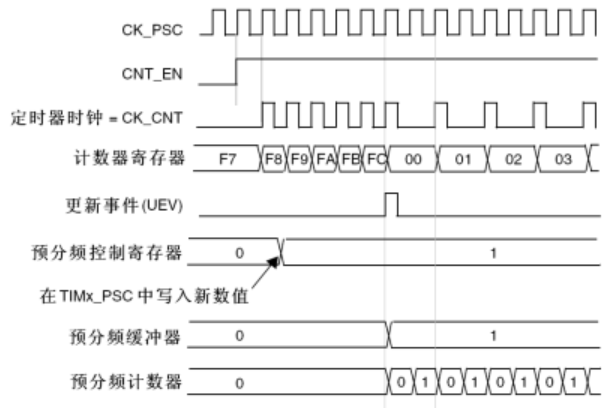 CK_PSC
CNT_EN
定时器时钟 = CK_CNT
计数器寄存器 F7 F8 F9 FA FB FC 00 01 02 03
更新事件(UEV)
预分频控制寄存器 0 1
在TIMx_PSC 中写入新数值
预分频缓冲器 0 1
预分频计数器 0 0 1 0 1 0 1 0 1